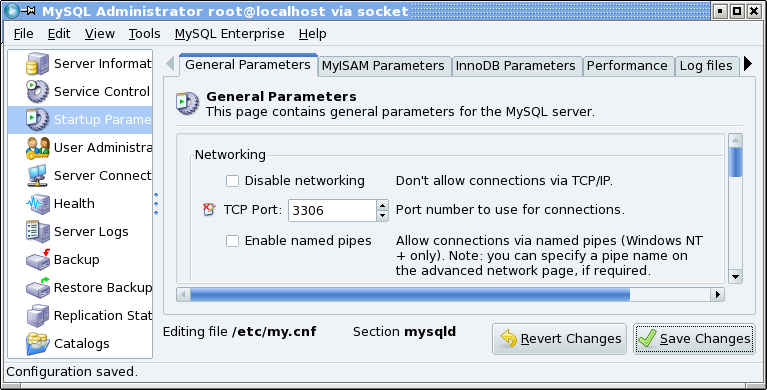 MySQL Administrator root@localhost via socket
File Edit View Tools MySQL Enterprise Help
Server Informat
Service Control
Startup Parame
User Administra
Server Connect
Health
Server Logs
Backup
Restore Backup
Replication Stat
Catalogs
General Parameters MyISAM Parameters InnoDB Parameters Performance Log files
General Parameters
This page contains general parameters for the MySQL server.
Networking
Disable networking Don't allow connections via TCP/IP.
TCP Port: 3306 Port number to use for connections.
Enable named pipes Allow connections via named pipes (Windows NT
+ only). Note: you can specify a pipe name on
the advanced network page, if required.
Editing file /etc/my.cnf Section mysqld Revert Changes Save Changes
Configuration saved.